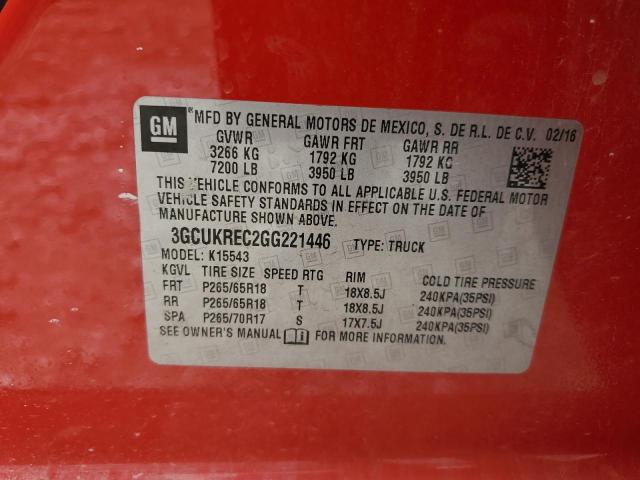 GM ® MFD BY GENERAL MOTORS DE MEXICO, S. DE R.L. DE C.V. 02/16
GVWR GAWR FRT GAWR RR
3266 KG 1792 KG 1792 KG
7200 LB 3950 LB 3950 LB
THIS VEHICLE CONFORMS TO ALL APPLICABLE U.S. FEDERAL MOTOR
VEHICLE SAFETY STANDARDS IN EFFECT ON THE DATE OF
MANUFACTURE SHOWN ABOVE.
3GCUKREC2GG221446 TYPE: TRUCK
MODEL: K15543
KGVL TIRE SIZE SPEED RTG RIM COLD TIRE PRESSURE
FRT P265/65R18 T 18X8.5J 240KPA(35PSI)
RR P265/65R18 T 18X8.5J 240KPA(35PSI)
SPA P265/70R17 S 17X7.5J 240KPA(35PSI)
SEE OWNER'S MANUAL FOR MORE INFORMATION.